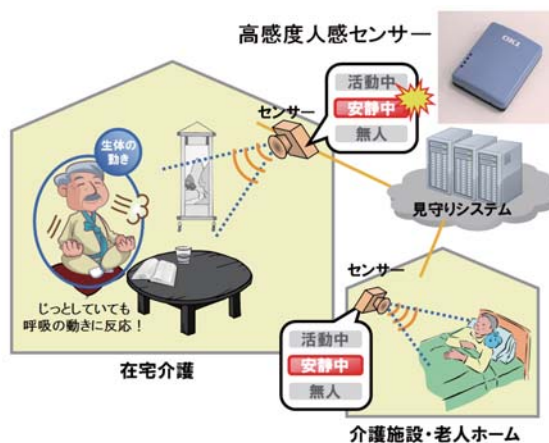 高感度人感センサー
OKI
センサー
活動中
安静中
無人
生体の
動き
じっとしていても
呼吸の動きに反応！
在宅介護
見守りシステム
センサー
活動中
安静中
無人
介護施設・老人ホーム